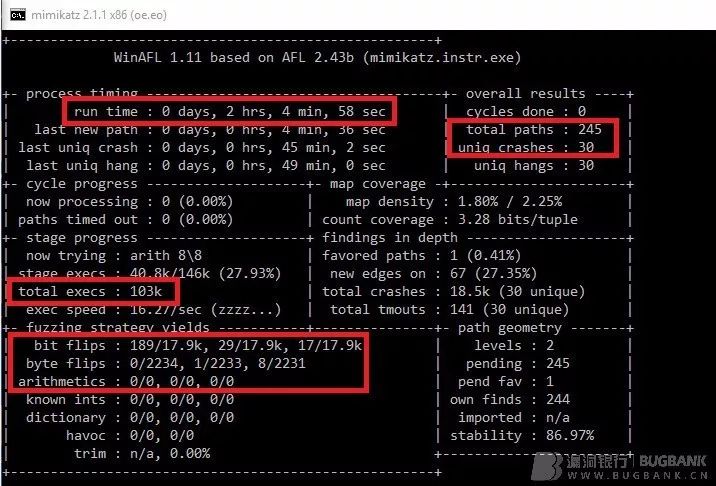 mimikatz 2.1.1 x86 (oe.eo)
WinAFL 1.11 based on AFL 2.43b (mimikatz.instr.exe)
process timing overall results
run time : 0 days, 2 hrs, 4 min, 58 sec cycles done : 0
last new path : 0 days, 0 hrs, 4 min, 36 sec total paths : 245
last uniq crash : 0 days, 0 hrs, 45 min, 2 sec uniq crashes : 30
last uniq hang : 0 days, 0 hrs, 49 min, 0 sec uniq hangs : 30
cycle progress map coverage
now processing : 0 (0.00%) map density : 1.80% / 2.25%
paths timed out : 0 (0.00%) count coverage : 3.28 bits/tuple
stage progress findings in depth
now trying : arith 8\8 favored paths : 1 (0.41%)
stage execs : 40.8k/146k (27.93%) new edges on : 67 (27.35%)
total execs : 103k total crashes : 18.5k (30 unique)
exec speed : 16.27/sec (zzzz...) total tmouts : 141 (30 unique)
fuzzing strategy yields path geometry
bit flips : 189/17.9k, 29/17.9k, 17/17.9k levels : 2
byte flips : 0/2234, 1/2233, 8/2231 pending : 245
arithmetics : 0/0, 0/0, 0/0 pend fav : 1
known ints : 0/0, 0/0, 0/0 own finds : 244
dictionary : 0/0, 0/0, 0/0 imported : n/a
havoc : 0/0, 0/0 stability : 86.97%
trim : n/a, 0.00%
漏洞银行 BUGBANK
WWW.BUGBANK.CN